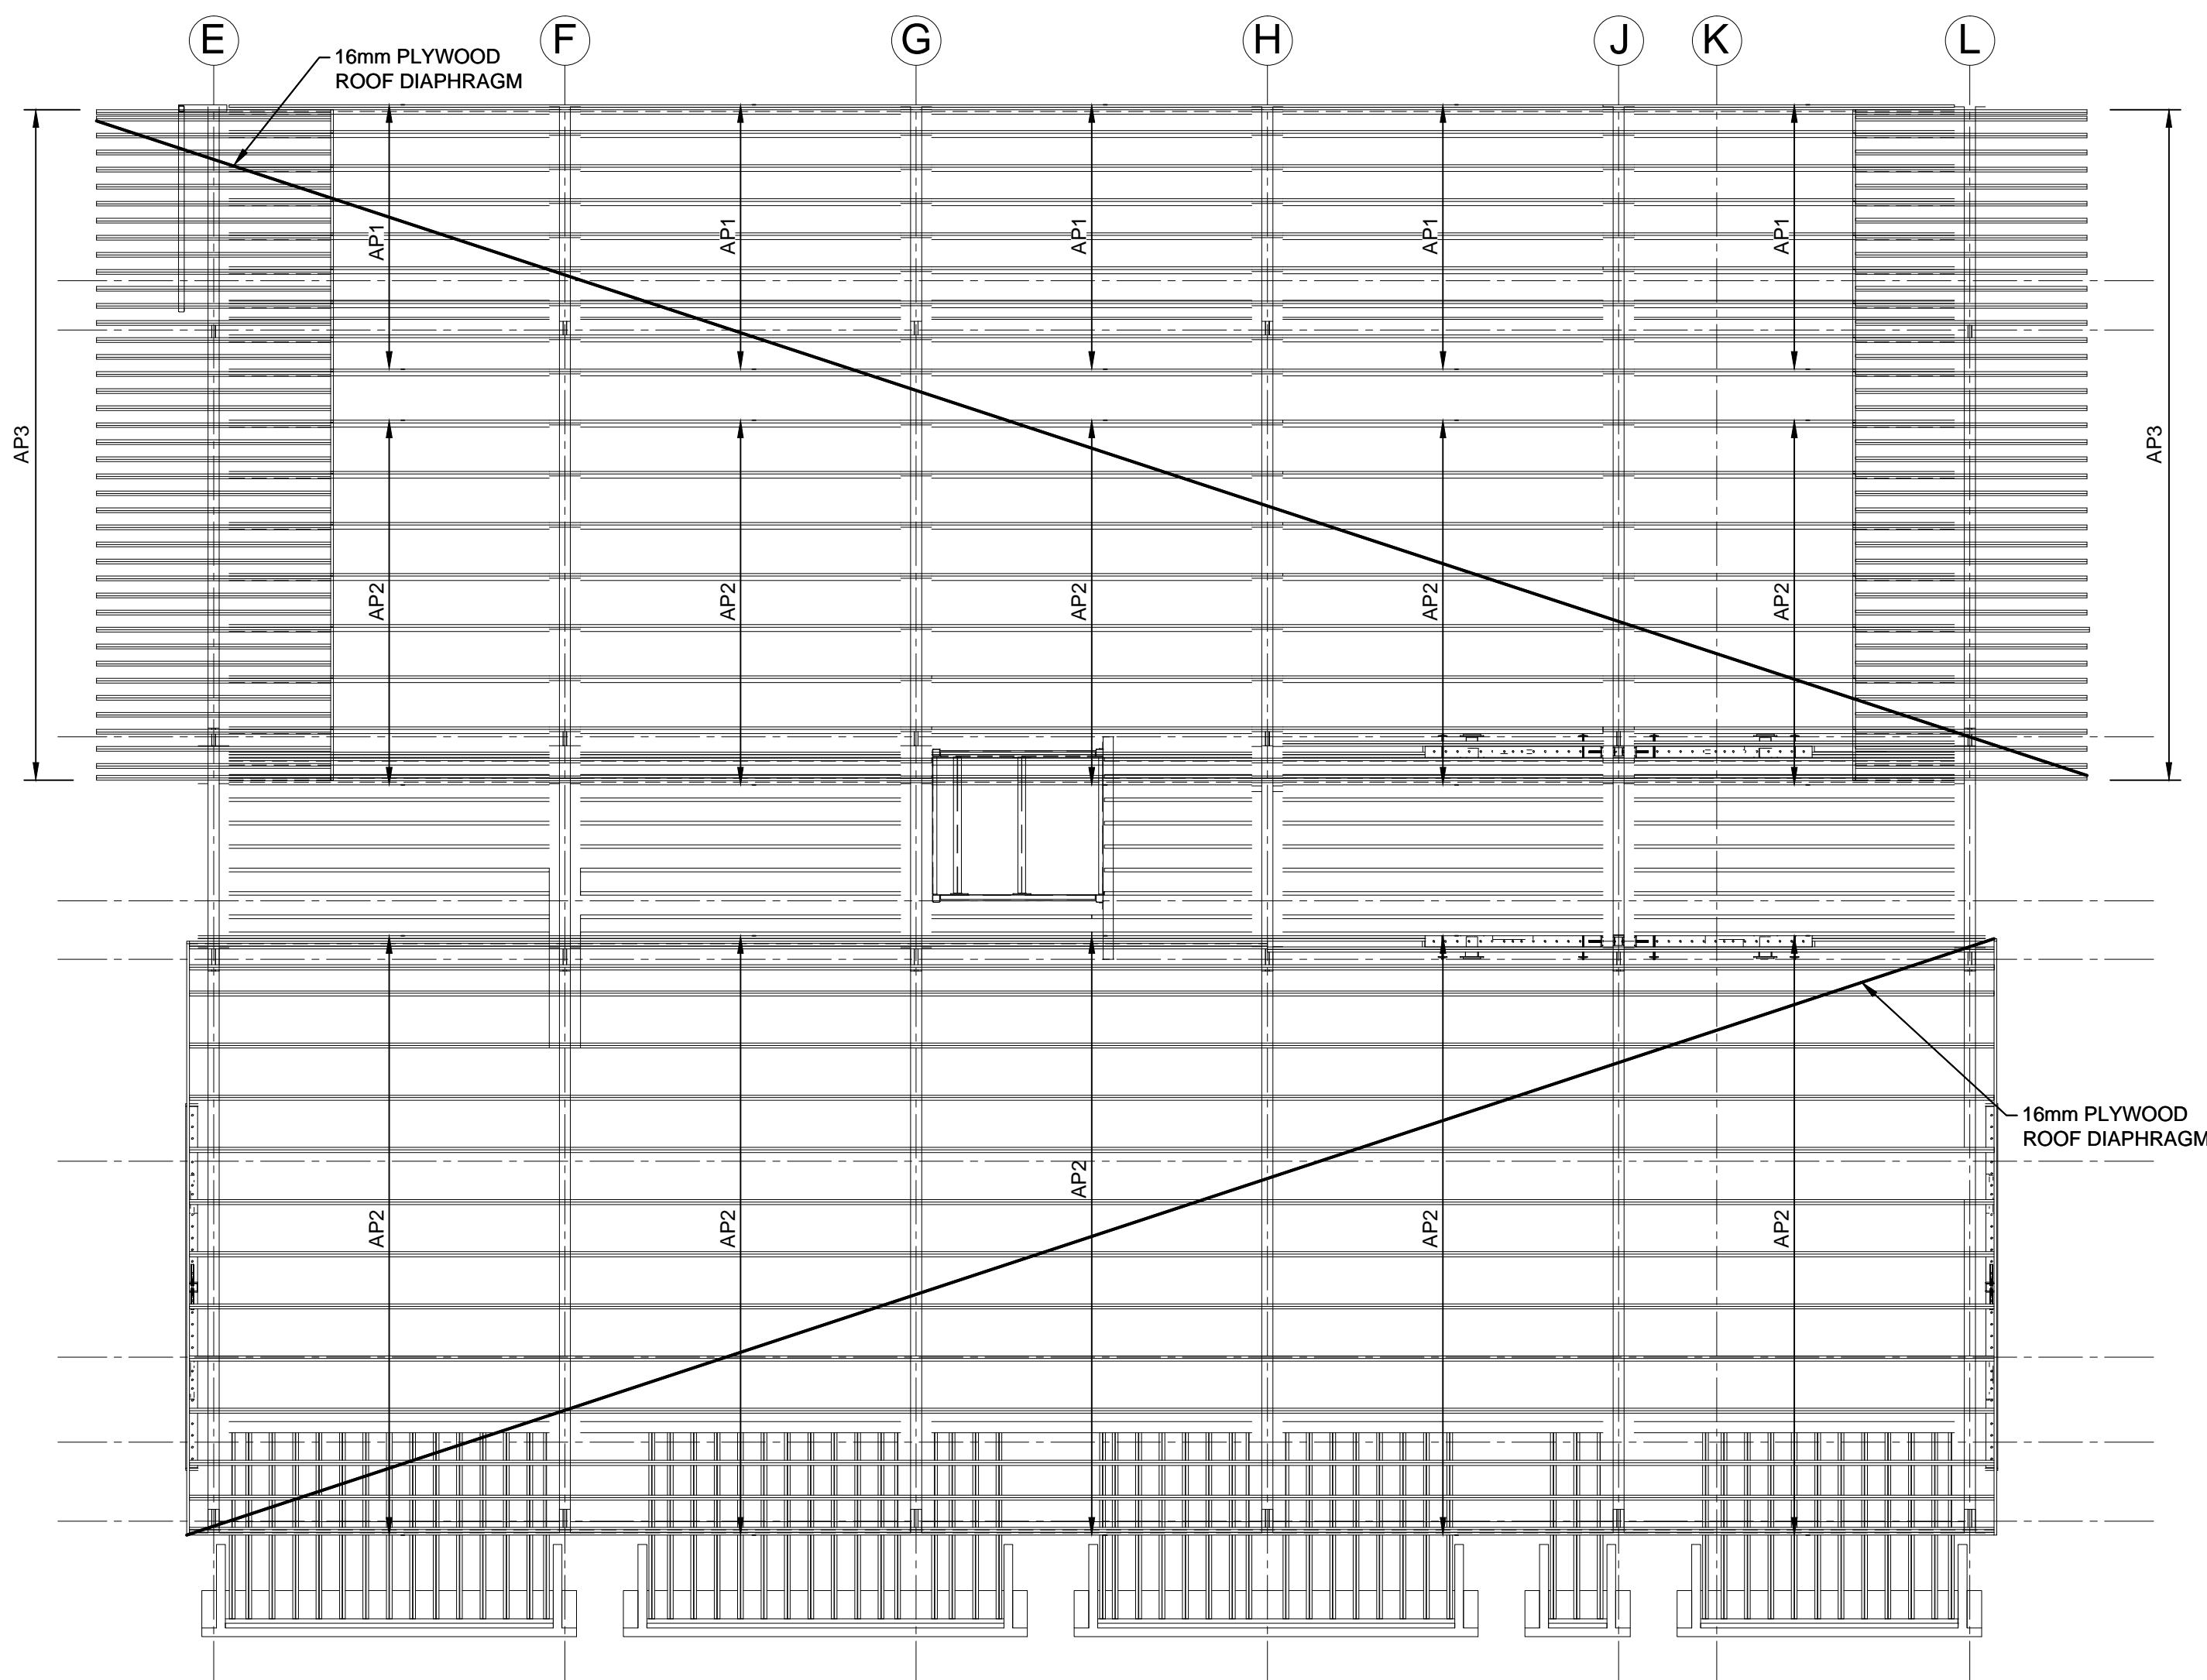 E F G H J K L
16mm PLYWOOD
ROOF DIAPHRAGM
AP1 AP1 AP1 AP1 AP1
AP3 AP3
AP2 AP2 AP2 AP2 AP2
16mm PLYWOOD
ROOF DIAPHRAGM
AP2
AP2 AP2 AP2 AP2